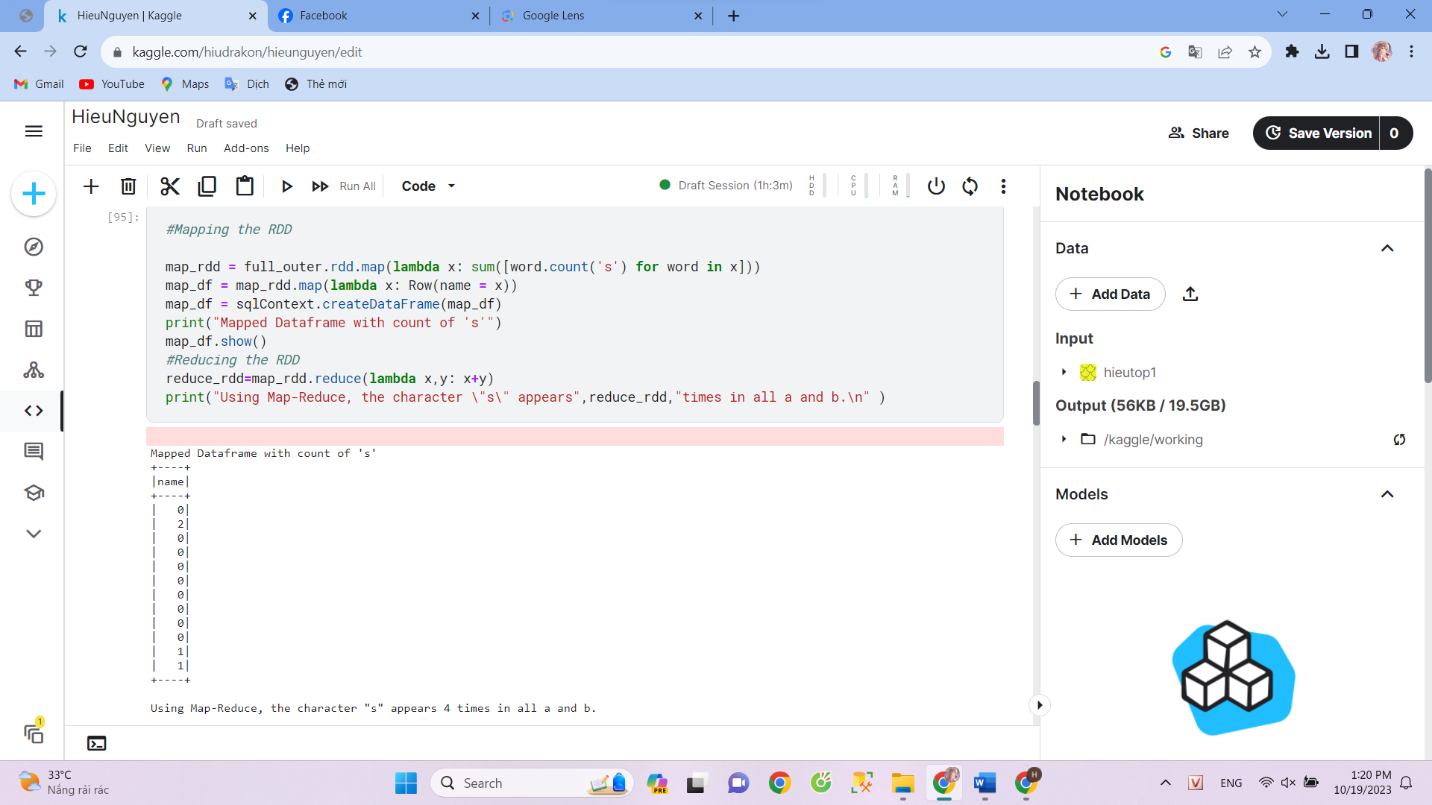 HieuNguyen | Kaggle
Facebook
Google Lens
kaggle.com/hiudrakon/hieunguyen/edit
Gmail
YouTube
Maps
Dịch
Thẻ mới
HieuNguyen
Draft saved
File Edit View Run Add-ons Help
Share
Save Version 0
Run All
Code
Draft Session (1h:3m)
HDD
CPU
RAM
[95]:
#Mapping the RDD
map_rdd = full_outer.rdd.map(lambda x: sum([word.count('s') for word in x]))
map_df = map_rdd.map(lambda x: Row(name = x))
map_df = sqlContext.createDataFrame(map_df)
print("Mapped Dataframe with count of 's'")
map_df.show()
#Reducing the RDD
reduce_rdd=map_rdd.reduce(lambda x,y: x+y)
print("Using Map-Reduce, the character \"s\" appears",reduce_rdd,"times in all a and b.\n" )
Mapped Dataframe with count of 's'
+----+
|name|
+----+
|   0|
|   2|
|   0|
|   0|
|   0|
|   0|
|   0|
|   0|
|   0|
|   0|
|   1|
|   1|
+----+
Using Map-Reduce, the character "s" appears 4 times in all a and b.
Notebook
Data
Add Data
Input
hieutop1
Output (56KB / 19.5GB)
/kaggle/working
Models
Add Models
1
33°C
Nắng rải rác
Search
PRE
H
V
ENG
1:20 PM
10/19/2023